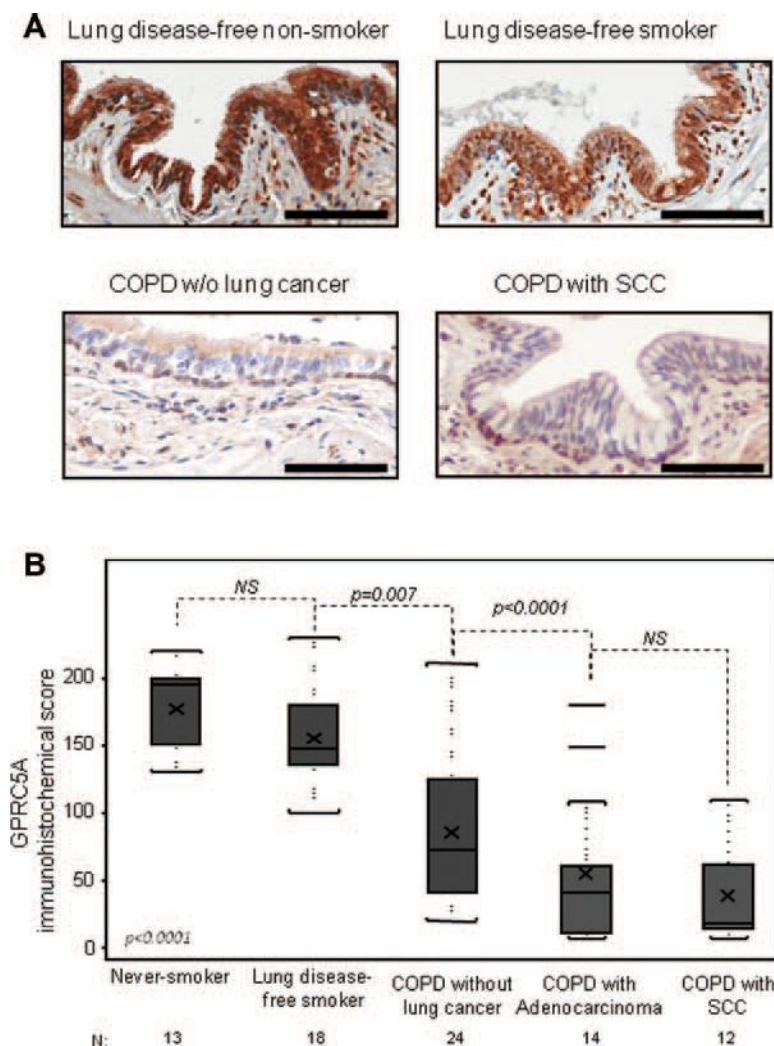 A
Lung disease-free non-smoker
Lung disease-free smoker
COPD w/o lung cancer
COPD with SCC
B
NS
p=0.007
p<0.0001
NS
GPRC5A
immunohistochemical score
200
150
100
50
0
p<0.0001
Never-smoker
Lung disease-
free smoker
COPD without
lung cancer
COPD with
Adenocarcinoma
COPD with
SCC
N: 13 18 24 14 12